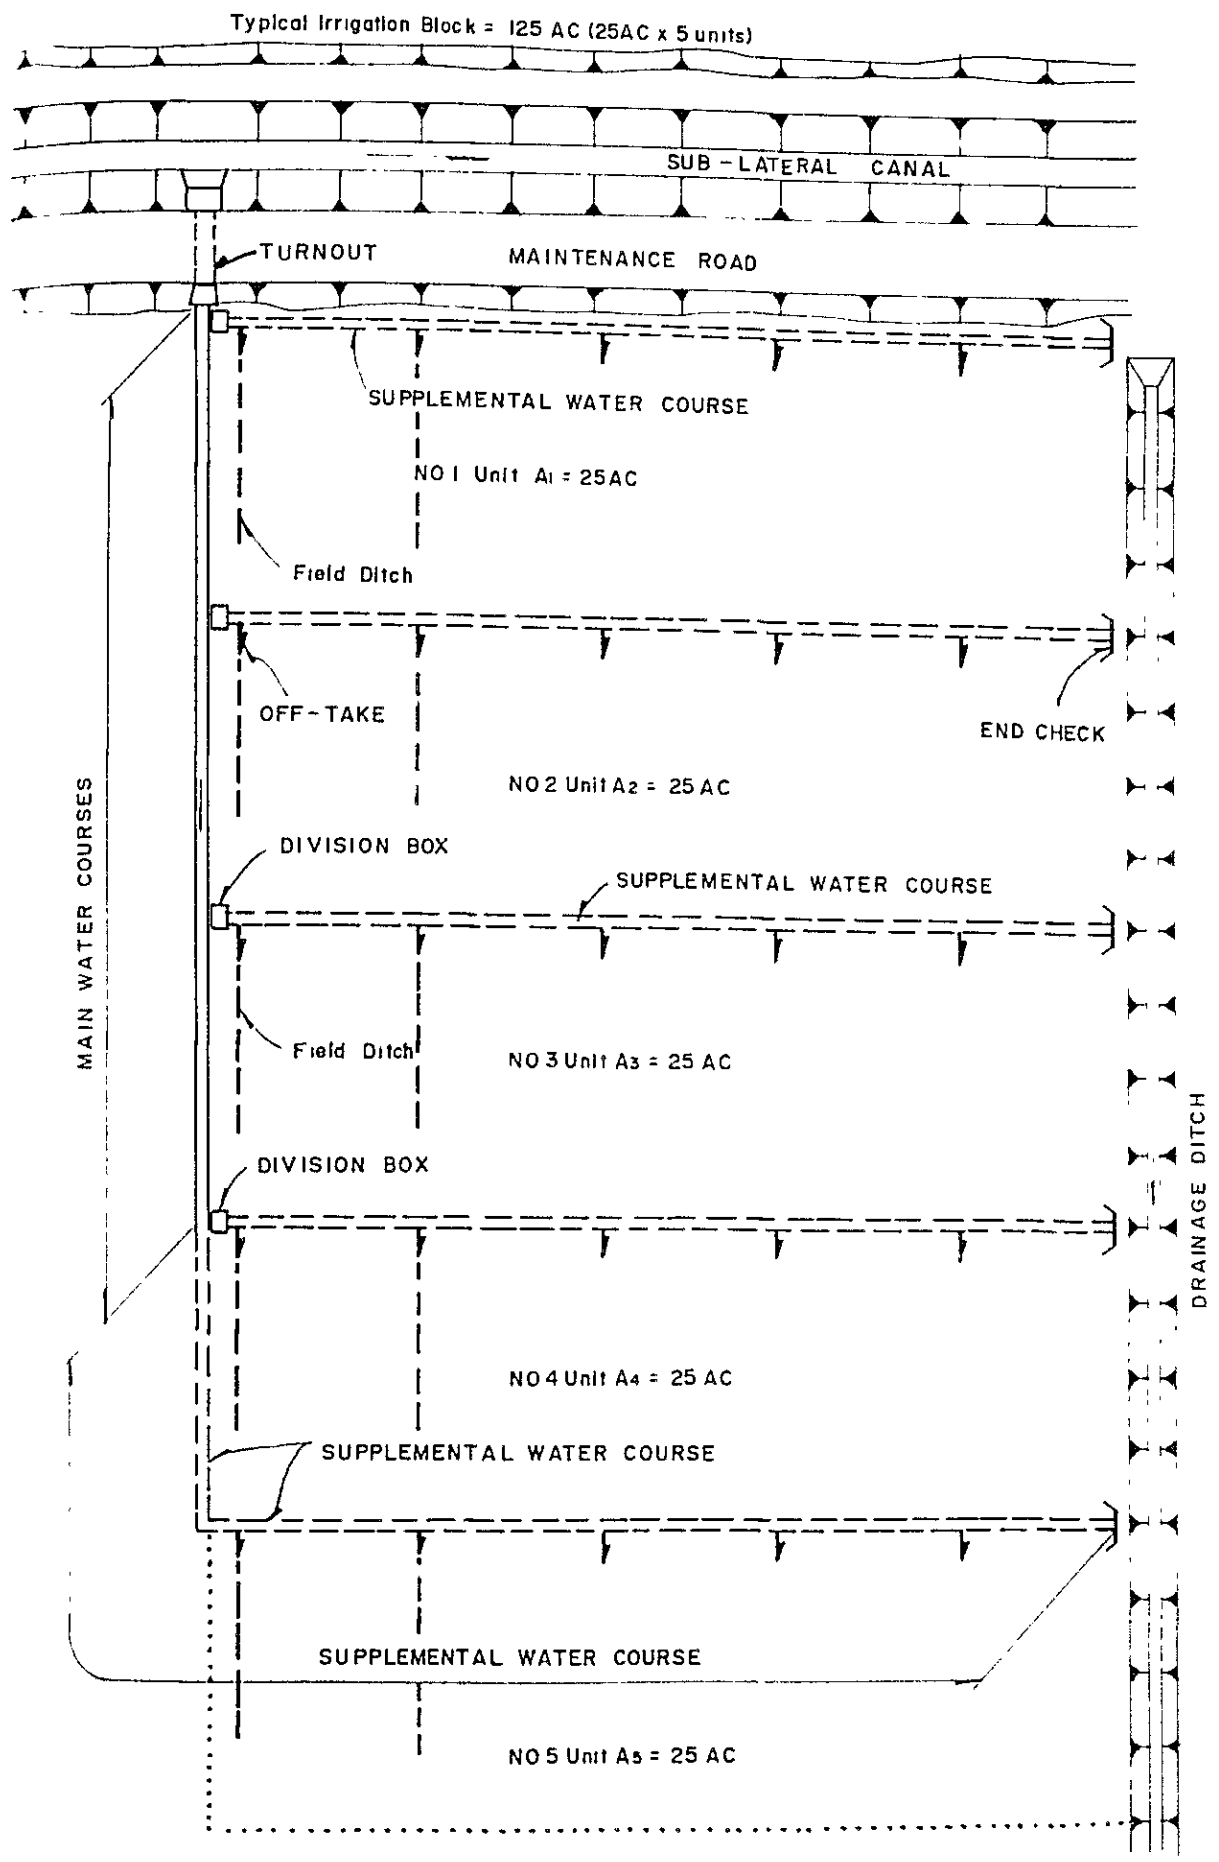 Typical Irrigation Block = 125 AC (25AC x 5 units)
SUB-LATERAL CANAL
TURNOUT
MAINTENANCE ROAD
SUPPLEMENTAL WATER COURSE
NO 1 Unit A1 = 25AC
Field Ditch
OFF-TAKE
END CHECK
NO 2 Unit A2 = 25 AC
MAIN WATER COURSES
DIVISION BOX
SUPPLEMENTAL WATER COURSE
Field Ditch
NO 3 Unit A3 = 25 AC
DRAINAGE DITCH
DIVISION BOX
NO 4 Unit A4 = 25 AC
SUPPLEMENTAL WATER COURSE
SUPPLEMENTAL WATER COURSE
NO 5 Unit A5 = 25 AC